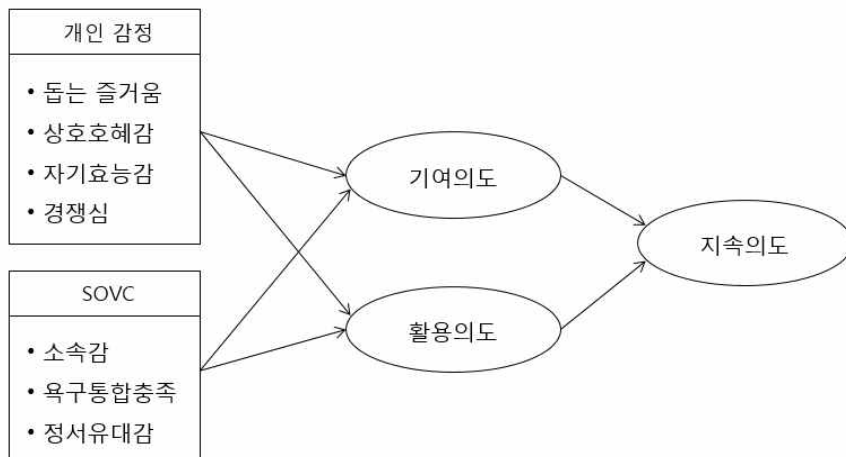 개인 감정
• 돕는 즐거움
• 상호호혜감
• 자기효능감
• 경쟁심
SOVC
• 소속감
• 욕구통합충족
• 정서유대감
기여의도
활용의도
지속의도